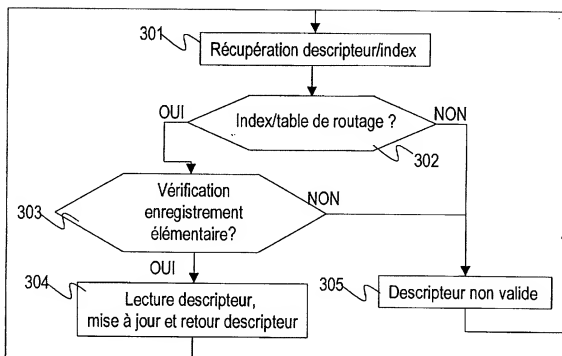 301
Récupération descripteur/index
OUI
Index/table de routage ?
NON
302
Vérification
enregistrement
élémentaire?
NON
303
OUI
304
Lecture descripteur,
mise à jour et retour descripteur
305
Descripteur non valide